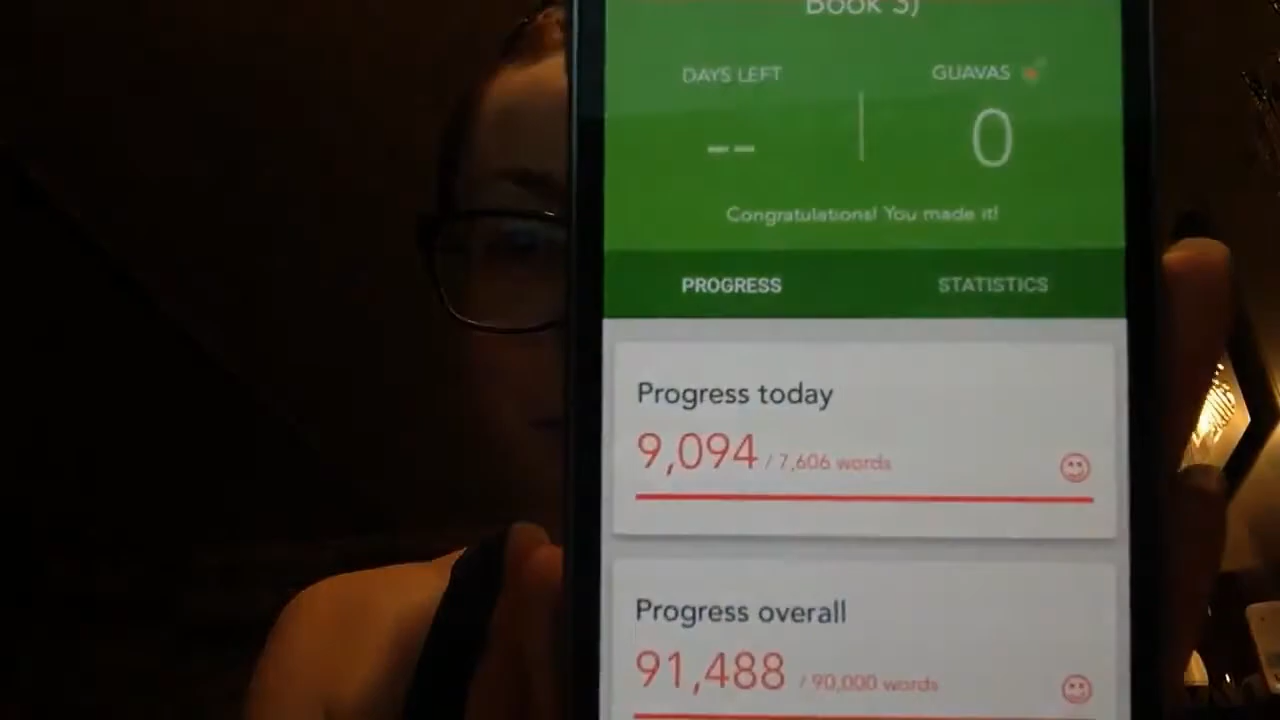 Book 3)
DAYS LEFT
GUAVAS
--
0
Congratulations! You made it!
PROGRESS
STATISTICS
Progress today
9,094 / 7,606 words
Progress overall
91,488 / 90,000 words